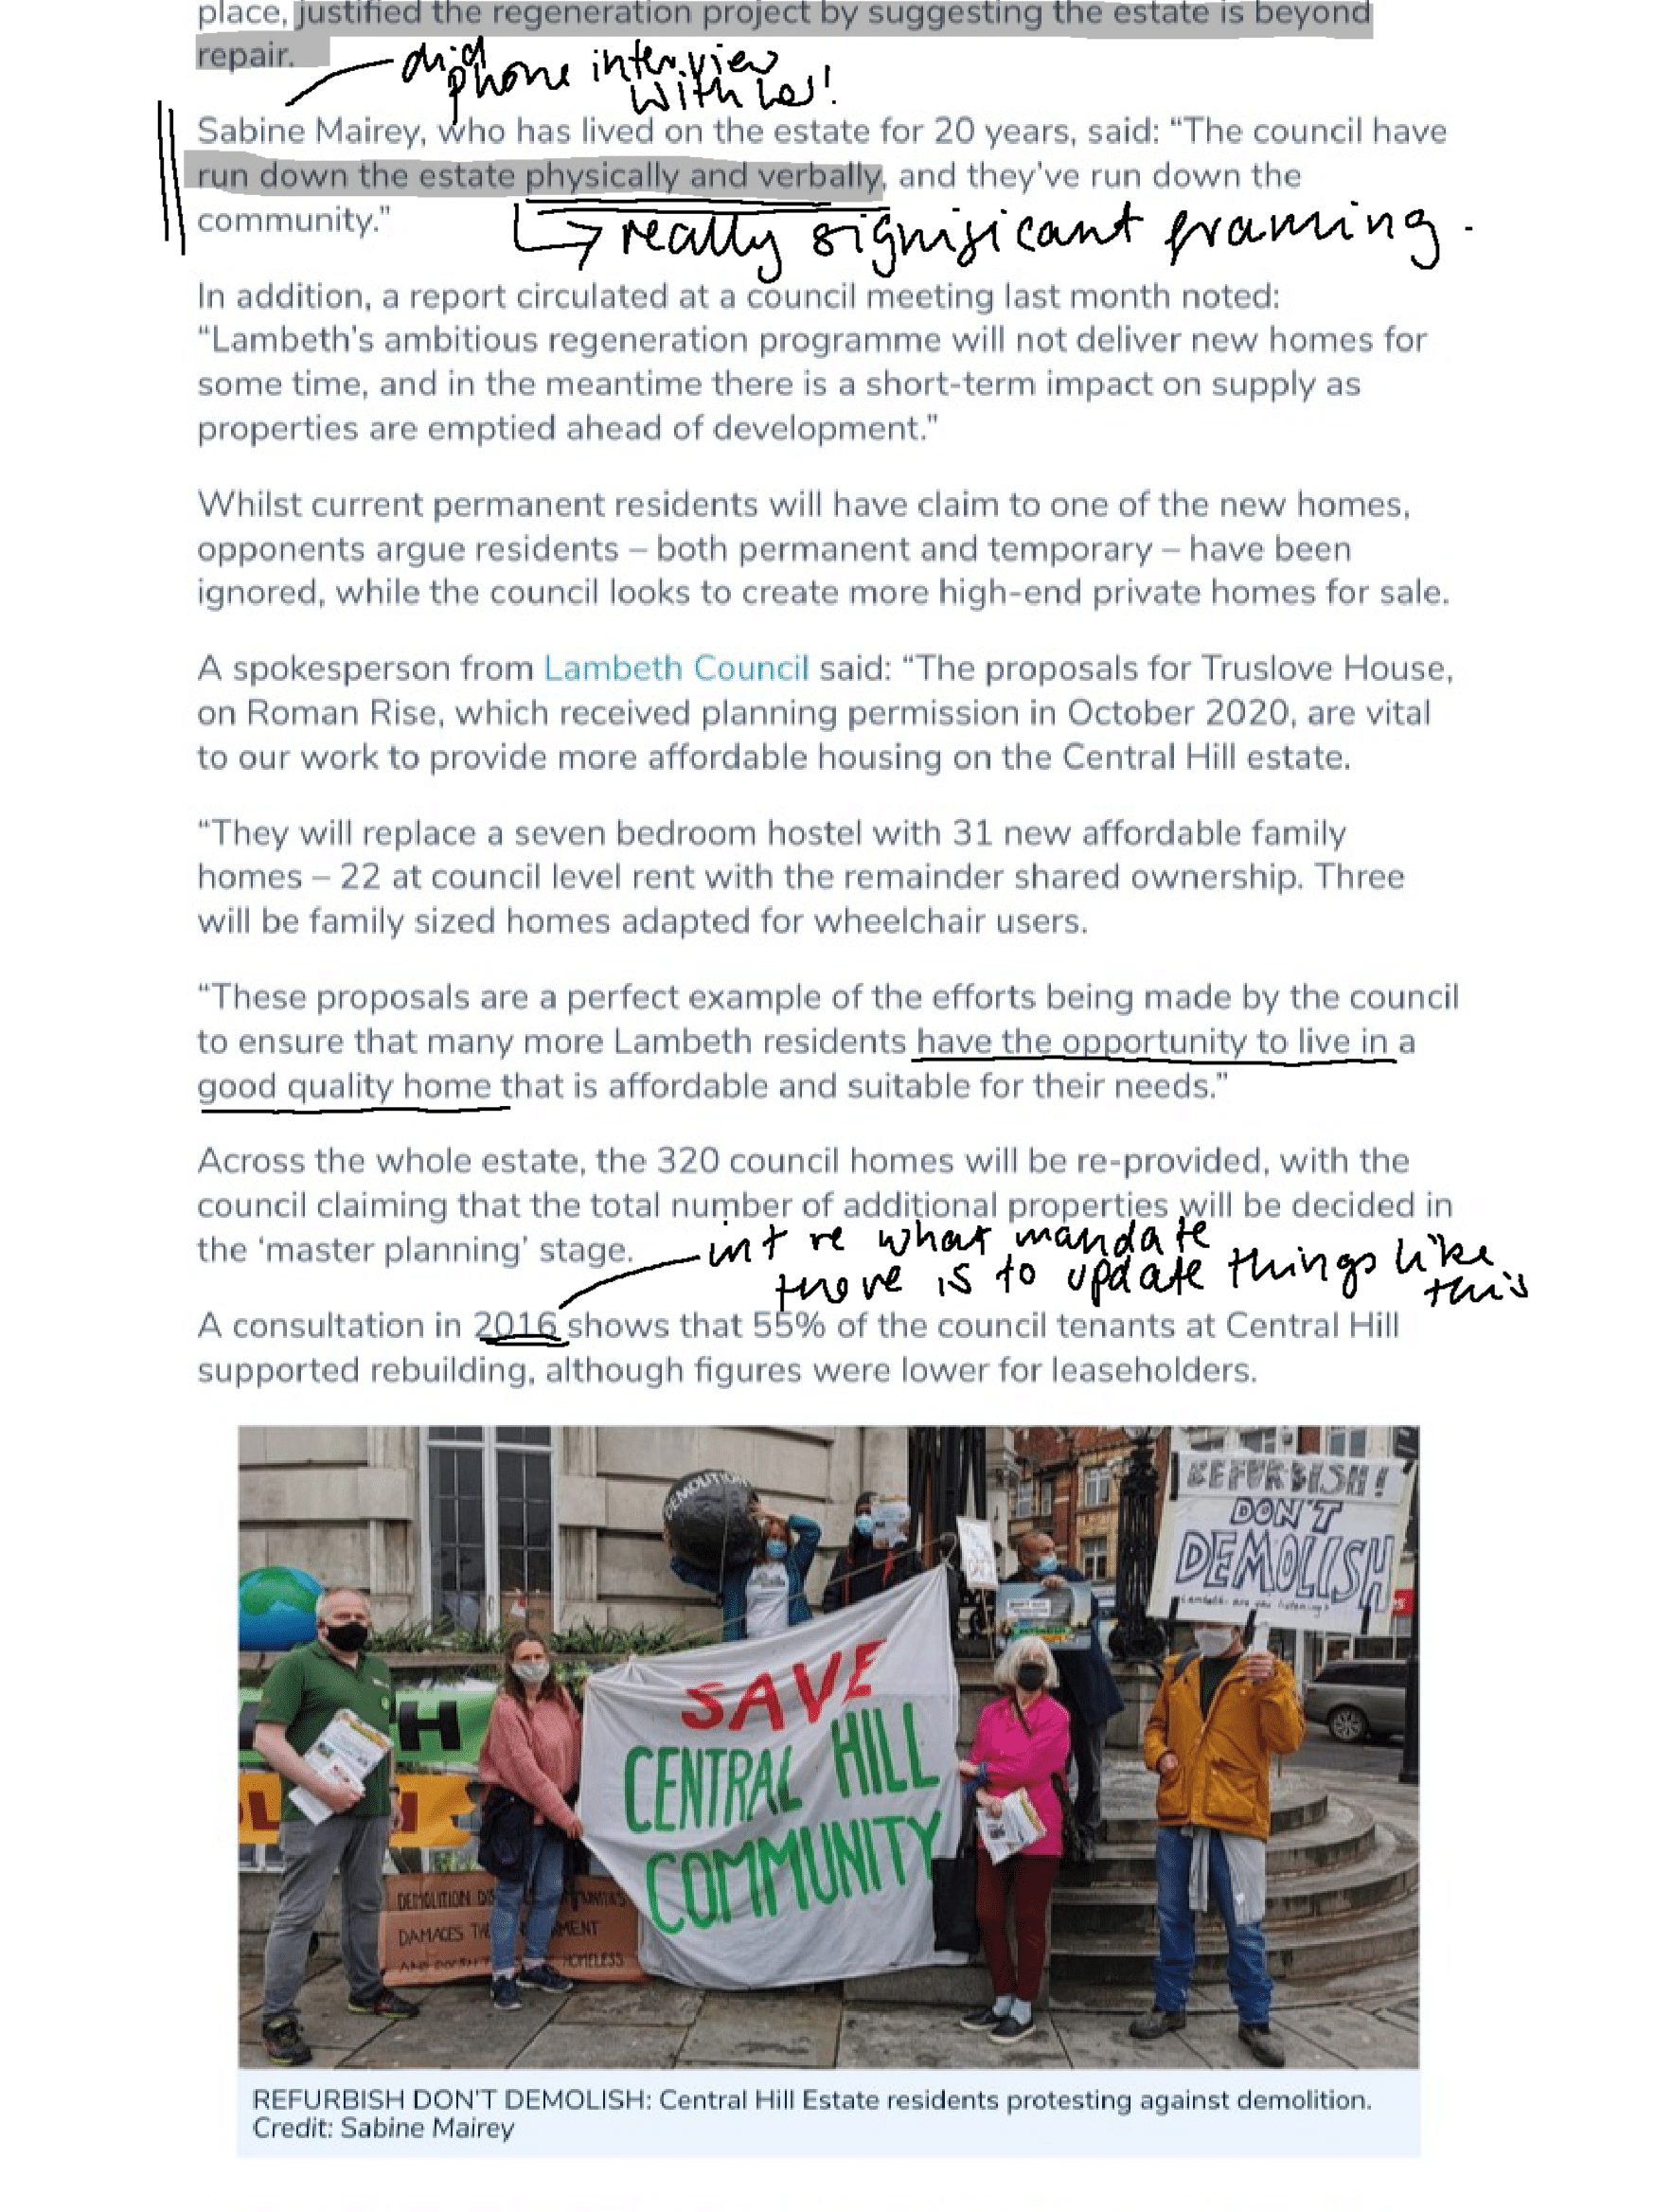 place, justified the regeneration project by suggesting the estate is beyond
repair.
did
phone interview
with
Sabine Mairey, who has lived on the estate for 20 years, said: “The council have
run down the estate physically and verbally, and they’ve run down the
community.”
really significant framing.
In addition, a report circulated at a council meeting last month noted:
“Lambeth’s ambitious regeneration programme will not deliver new homes for
some time, and in the meantime there is a short-term impact on supply as
properties are emptied ahead of development.”
Whilst current permanent residents will have claim to one of the new homes,
opponents argue residents – both permanent and temporary – have been
ignored, while the council looks to create more high-end private homes for sale.
A spokesperson from Lambeth Council said: “The proposals for Truslove House,
on Roman Rise, which received planning permission in October 2020, are vital
to our work to provide more affordable housing on the Central Hill estate.
“They will replace a seven bedroom hostel with 31 new affordable family
homes – 22 at council level rent with the remainder shared ownership. Three
will be family sized homes adapted for wheelchair users.
“These proposals are a perfect example of the efforts being made by the council
to ensure that many more Lambeth residents have the opportunity to live in a
good quality home that is affordable and suitable for their needs.”
Across the whole estate, the 320 council homes will be re-provided, with the
council claiming that the total number of additional properties will be decided in
the ‘master planning’ stage.
int re what mandate
there is to update things like
this
A consultation in 2016 shows that 55% of the council tenants at Central Hill
supported rebuilding, although figures were lower for leaseholders.
DEMOLITION
REFURBISH!
DON'T
DEMOLISH
SAVE
CENTRAL HILL
COMMUNITY
DEMOLITION
DAMAGES
HOMELESS
REFURBISH DON'T DEMOLISH: Central Hill Estate residents protesting against demolition.
Credit: Sabine Mairey